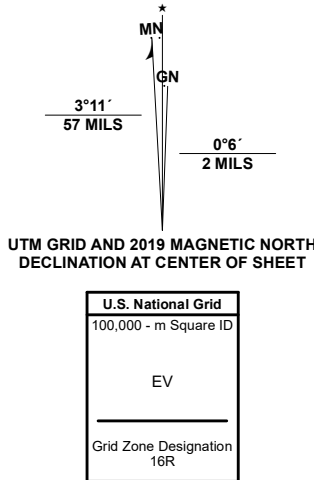 MN
GN
3°11´
57 MILS
0°6´
2 MILS
UTM GRID AND 2019 MAGNETIC NORTH
DECLINATION AT CENTER OF SHEET
U.S. National Grid
100,000 - m Square ID
EV
Grid Zone Designation
16R